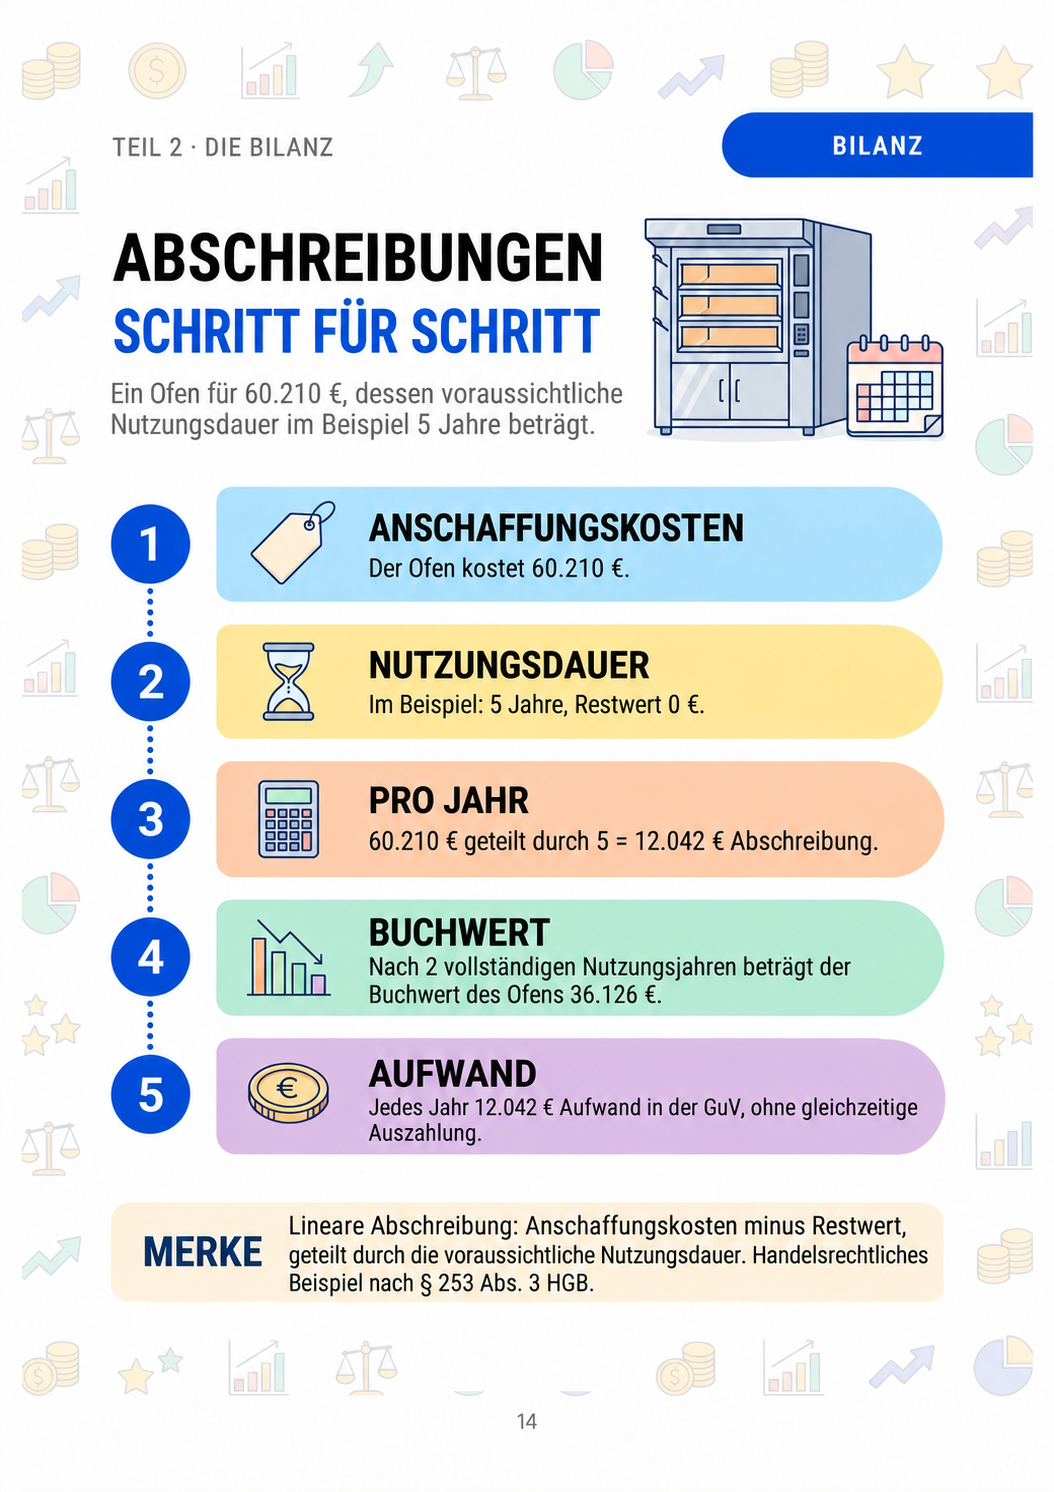 TEIL 2 · DIE BILANZ
BILANZ
ABSCHREIBUNGEN
SCHRITT FÜR SCHRITT
Ein Ofen für 60.210 €, dessen voraussichtliche
Nutzungsdauer im Beispiel 5 Jahre beträgt.
1
ANSCHAFFUNGSKOSTEN
Der Ofen kostet 60.210 €.
2
NUTZUNGSDAUER
Im Beispiel: 5 Jahre, Restwert 0 €.
3
PRO JAHR
60.210 € geteilt durch 5 = 12.042 € Abschreibung.
4
BUCHWERT
Nach 2 vollständigen Nutzungsjahren beträgt der
Buchwert des Ofens 36.126 €.
5
AUFWAND
Jedes Jahr 12.042 € Aufwand in der GuV, ohne gleichzeitige
Auszahlung.
MERKE
Lineare Abschreibung: Anschaffungskosten minus Restwert,
geteilt durch die voraussichtliche Nutzungsdauer. Handelsrechtliches
Beispiel nach § 253 Abs. 3 HGB.
14